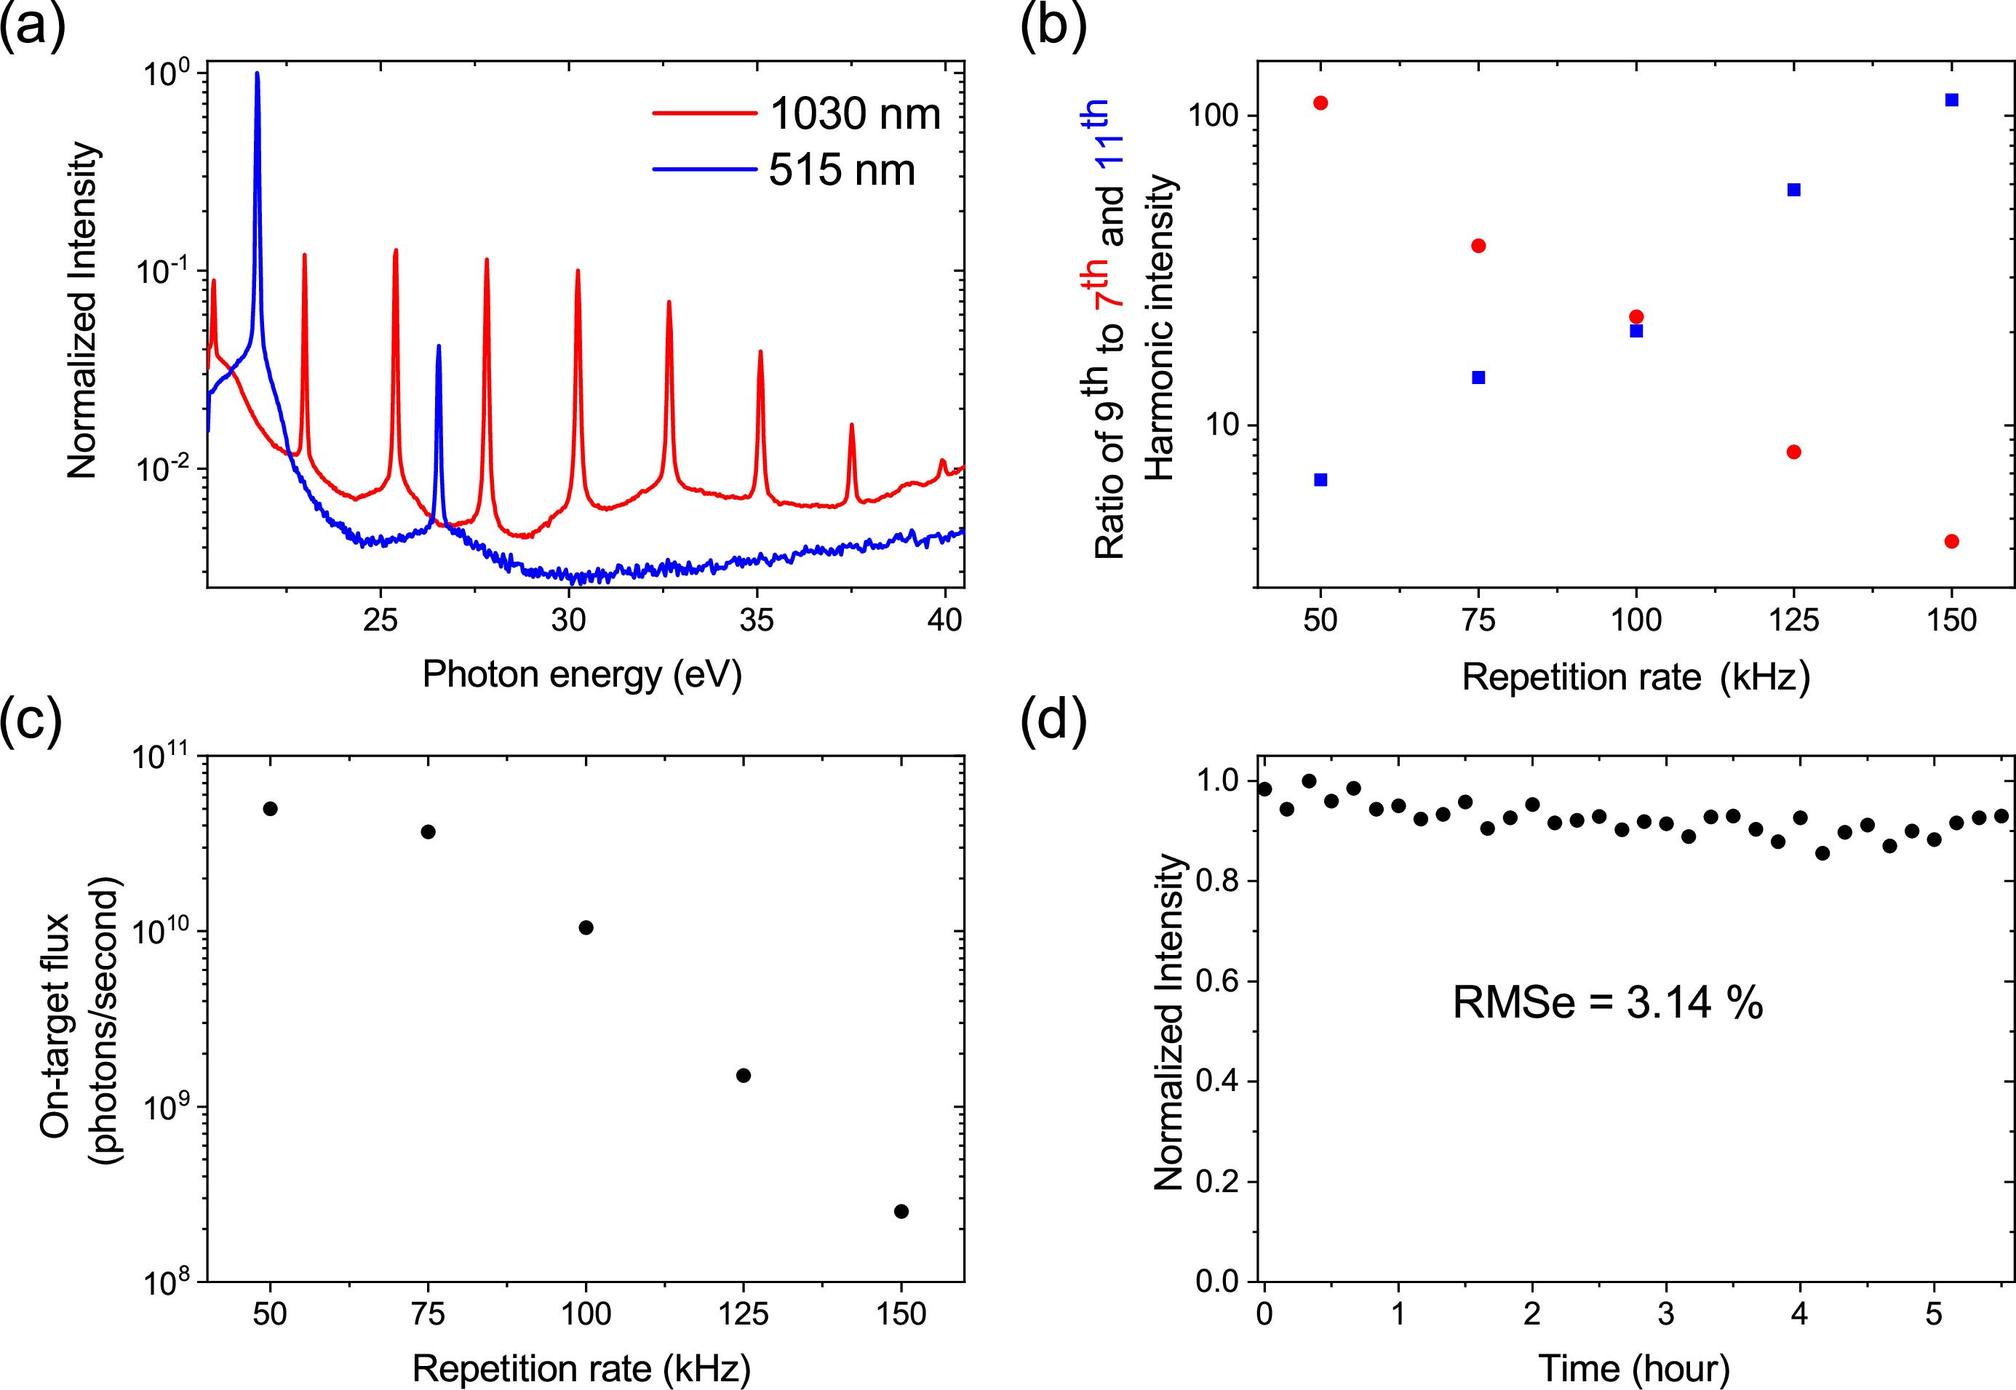 (a)
10⁰
10⁻¹
10⁻²
Normalized Intensity
1030 nm
515 nm
25 30 35 40
Photon energy (eV)
(b)
100
10
Ratio of 9ᵗʰ to 7ᵗʰ and 11ᵗʰ
Harmonic intensity
50 75 100 125 150
Repetition rate (kHz)
(c)
10¹¹
10¹⁰
10⁹
10⁸
On-target flux
(photons/second)
50 75 100 125 150
Repetition rate (kHz)
(d)
1.0
0.8
0.6
0.4
0.2
0.0
Normalized Intensity
RMSe = 3.14 %
0 1 2 3 4 5
Time (hour)